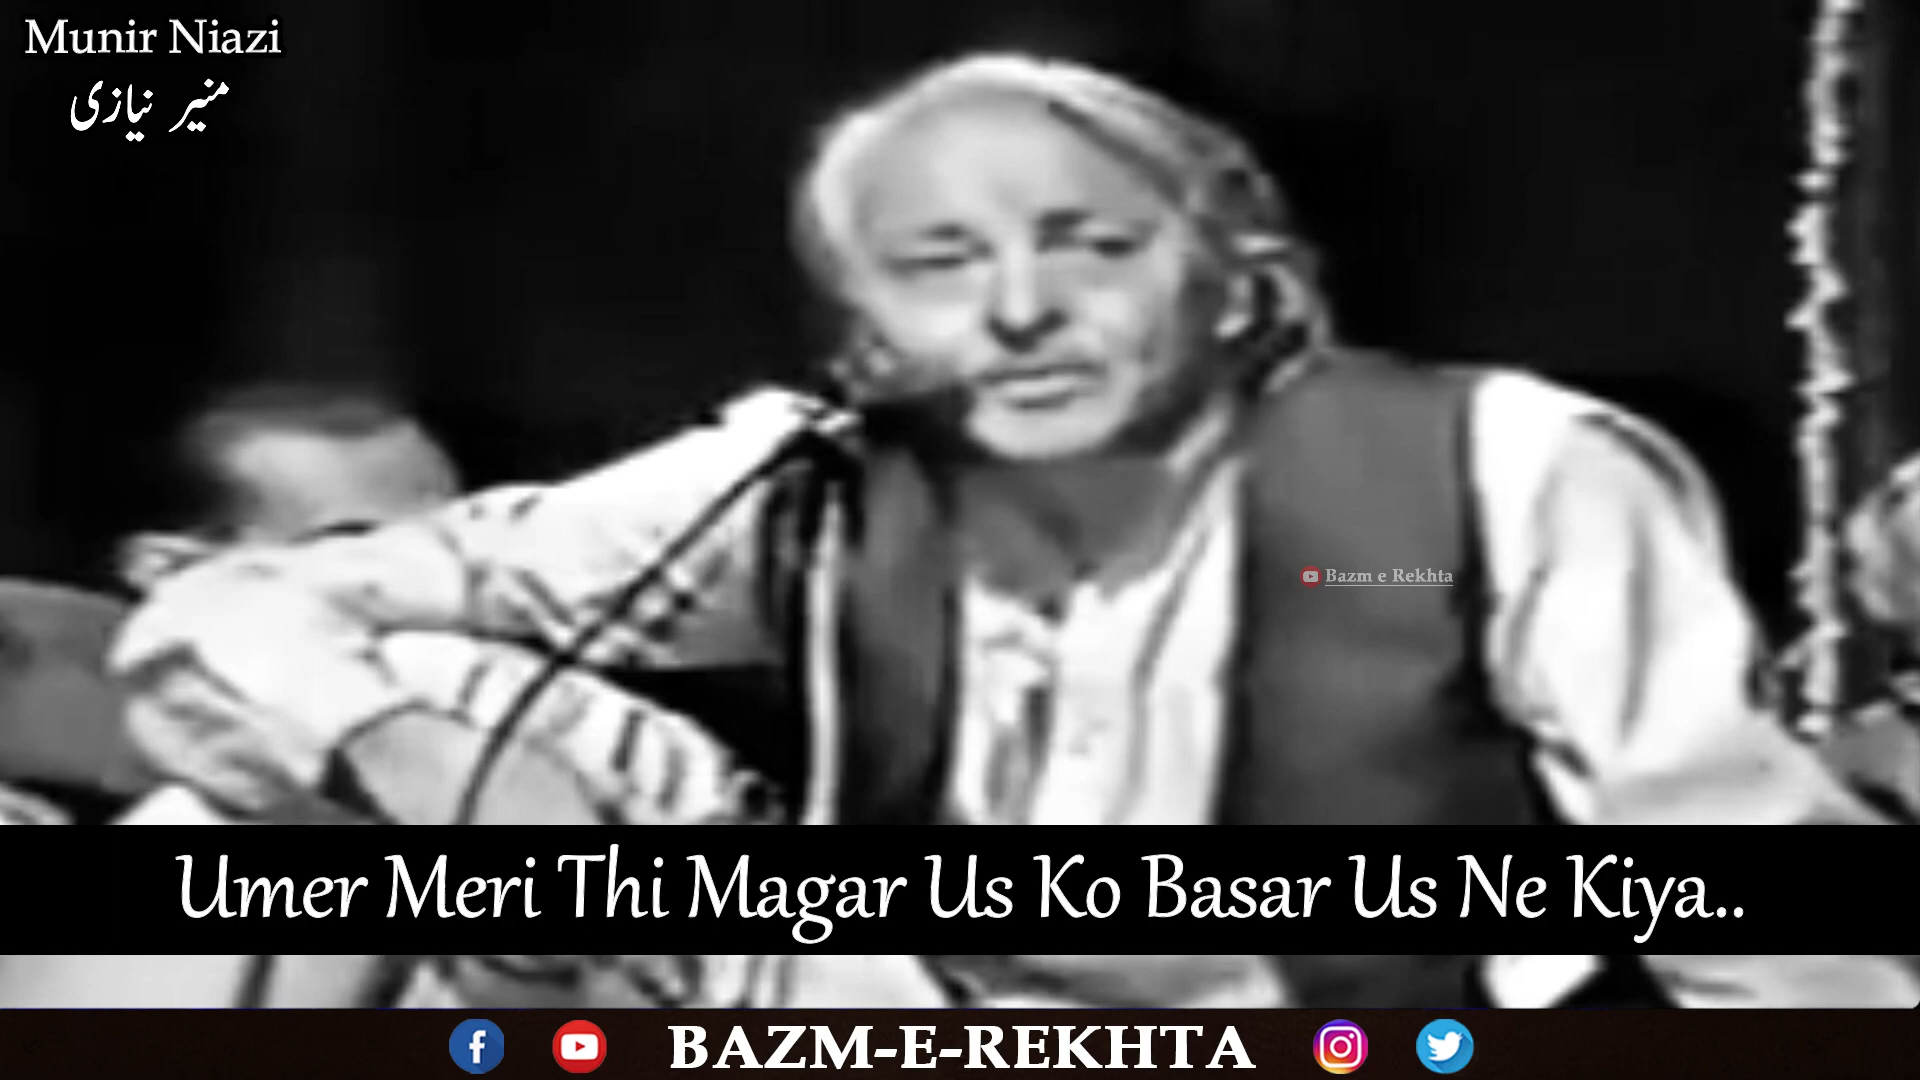 Munir Niazi
منیر نیازی
Bazm e Rekhta
Umer Meri Thi Magar Us Ko Basar Us Ne Kiya..
BAZM-E-REKHTA